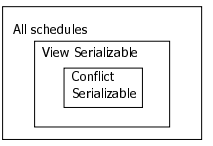 All schedules
View Serializable
Conflict
Serializable